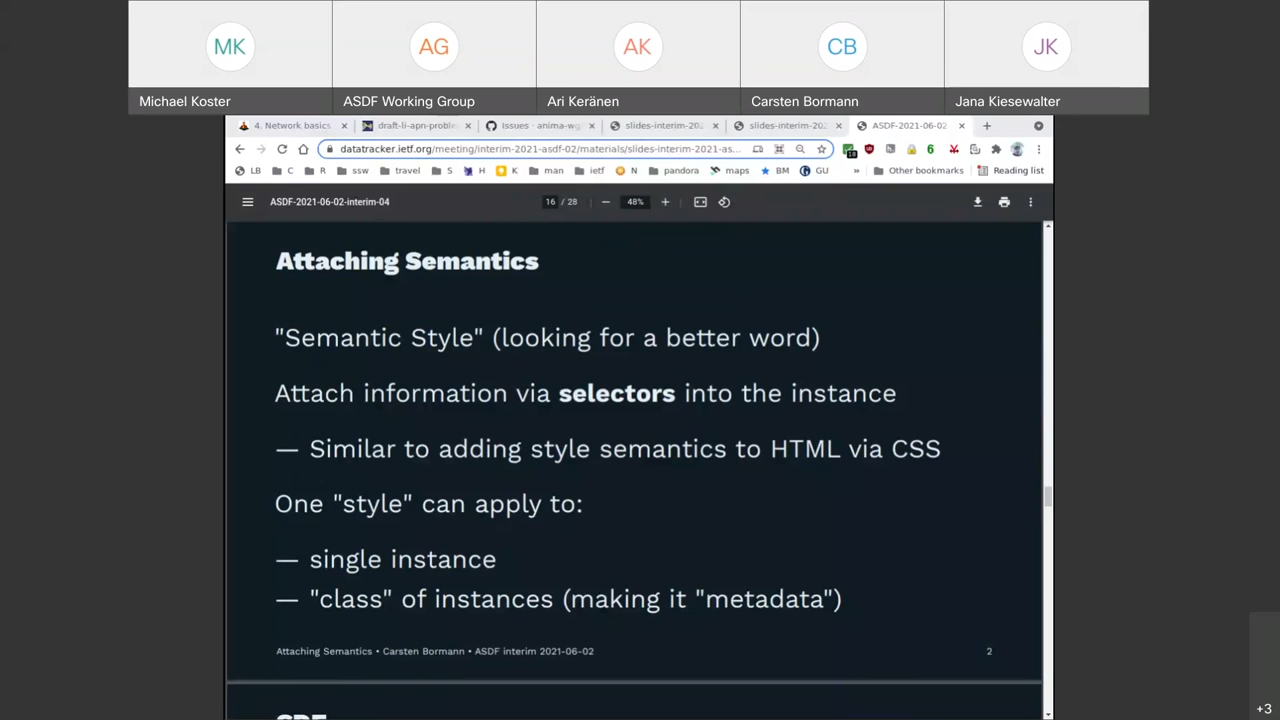 MK
AG
AK
CB
JK
Michael Koster
ASDF Working Group
Ari Keränen
Carsten Bormann
Jana Kiesewalter
4. Network basics
draft-li-apn-proble
Issues · anima-wg
slides-interim-202
slides-interim-202
ASDF-2021-06-02
datatracker.ietf.org/meeting/interim-2021-asdf-02/materials/slides-interim-2021-as...
LB
C
R
ssw
travel
S
H
K
man
ietf
N
pandora
maps
BM
GU
»
Other bookmarks
Reading list
ASDF-2021-06-02-interim-04
16 / 28
48%
Attaching Semantics
"Semantic Style" (looking for a better word)
Attach information via selectors into the instance
— Similar to adding style semantics to HTML via CSS
One "style" can apply to:
— single instance
— "class" of instances (making it "metadata")
Attaching Semantics • Carsten Bormann • ASDF interim 2021-06-02
2
+3